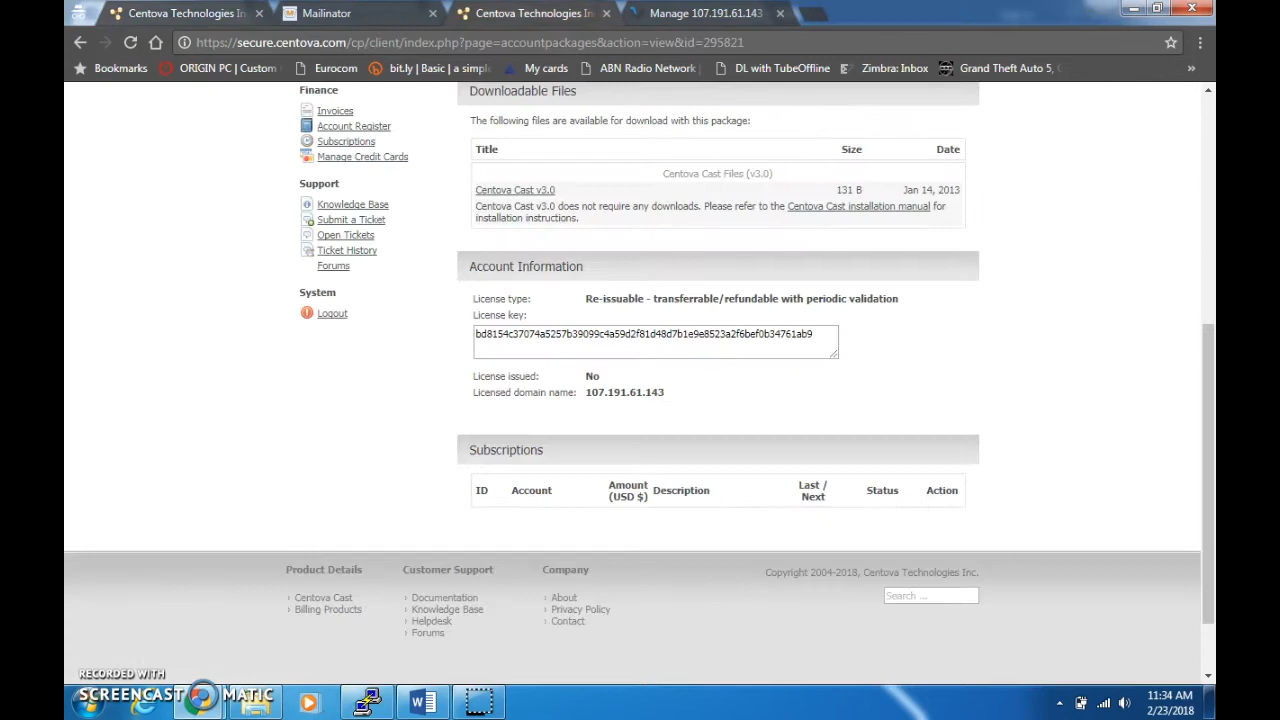 Centova Technologies In
Mailinator
Centova Technologies In
Manage 107.191.61.143
https://secure.centova.com/cp/client/index.php?page=accountpackages&action=view&id=295821
Bookmarks
ORIGIN PC | Custom
Eurocom
bit.ly | Basic | a simple
My cards
ABN Radio Network
DL with TubeOffline
Zimbra: Inbox
Grand Theft Auto 5,
»
Finance
Invoices
Account Register
Subscriptions
Manage Credit Cards
Support
Knowledge Base
Submit a Ticket
Open Tickets
Ticket History
Forums
System
Logout
Downloadable Files
The following files are available for download with this package:
Title Size Date
Centova Cast Files (v3.0)
Centova Cast v3.0 131 B Jan 14, 2013
Centova Cast v3.0 does not require any downloads. Please refer to the Centova Cast installation manual for
installation instructions.
Account Information
License type: Re-issuable - transferrable/refundable with periodic validation
License key:
bd8154c37074a5257b39099c4a59d2f81d48d7b1e9e8523a2f6bef0b34761ab9
License issued: No
Licensed domain name: 107.191.61.143
Subscriptions
ID Account Amount (USD $) Description Last / Next Status Action
Product Details
Centova Cast
Billing Products
Customer Support
Documentation
Knowledge Base
Helpdesk
Forums
Company
About
Privacy Policy
Contact
Copyright 2004-2018, Centova Technologies Inc.
Search ...
RECORDED WITH
SCREENCAST MATIC
11:34 AM
2/23/2018